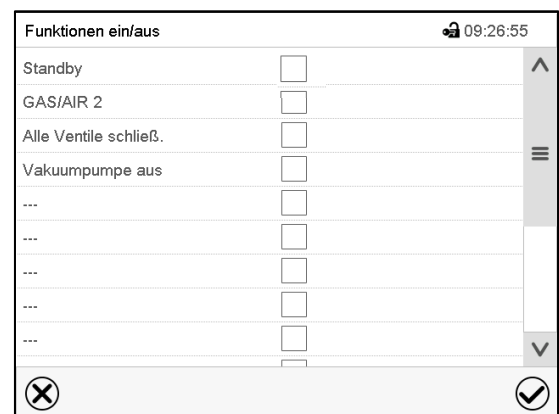 Funktionen ein/aus 09:26:55
Standby
GAS/AIR 2
Alle Ventile schließ.
Vakuumpumpe aus
---
---
---
---
---